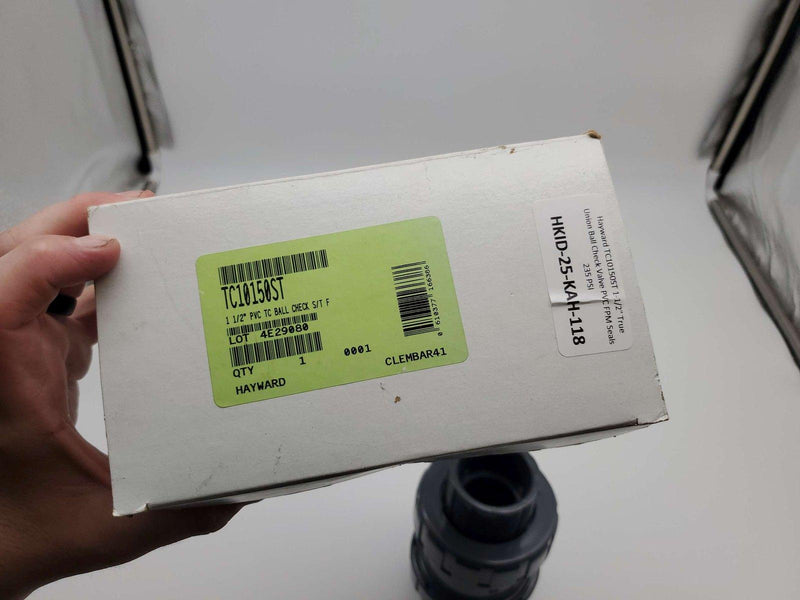 TC10150ST
1 1/2" PVC TC BALL CHECK S/T F
LOT 4E29080
QTY 1 0001
HAYWARD CLEMBAR41
Hayward TC10150ST 1 1/2" True
Union Ball Check Valve PVC FPM Seals
235 PSI
HKID-25-KAH-118